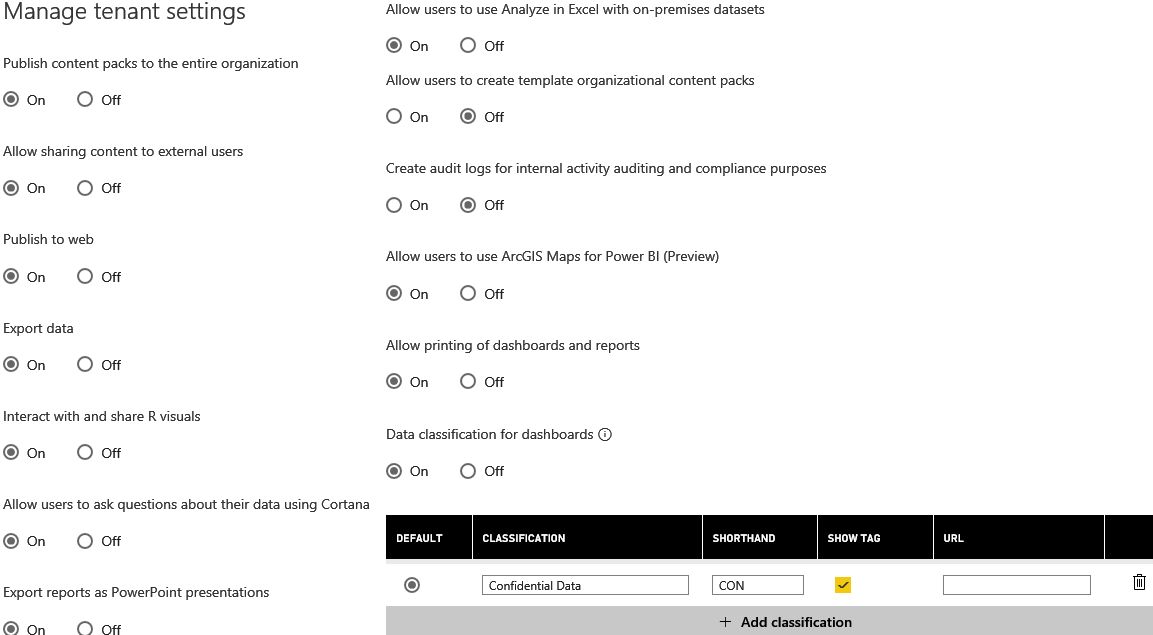 Manage tenant settings
Publish content packs to the entire organization
On Off
Allow sharing content to external users
On Off
Publish to web
On Off
Export data
On Off
Interact with and share R visuals
On Off
Allow users to ask questions about their data using Cortana
On Off
Export reports as PowerPoint presentations
On Off
Allow users to use Analyze in Excel with on-premises datasets
On Off
Allow users to create template organizational content packs
On Off
Create audit logs for internal activity auditing and compliance purposes
On Off
Allow users to use ArcGIS Maps for Power BI (Preview)
On Off
Allow printing of dashboards and reports
On Off
Data classification for dashboards
On Off
DEFAULT CLASSIFICATION SHORTHAND SHOW TAG URL
Confidential Data CON
+ Add classification